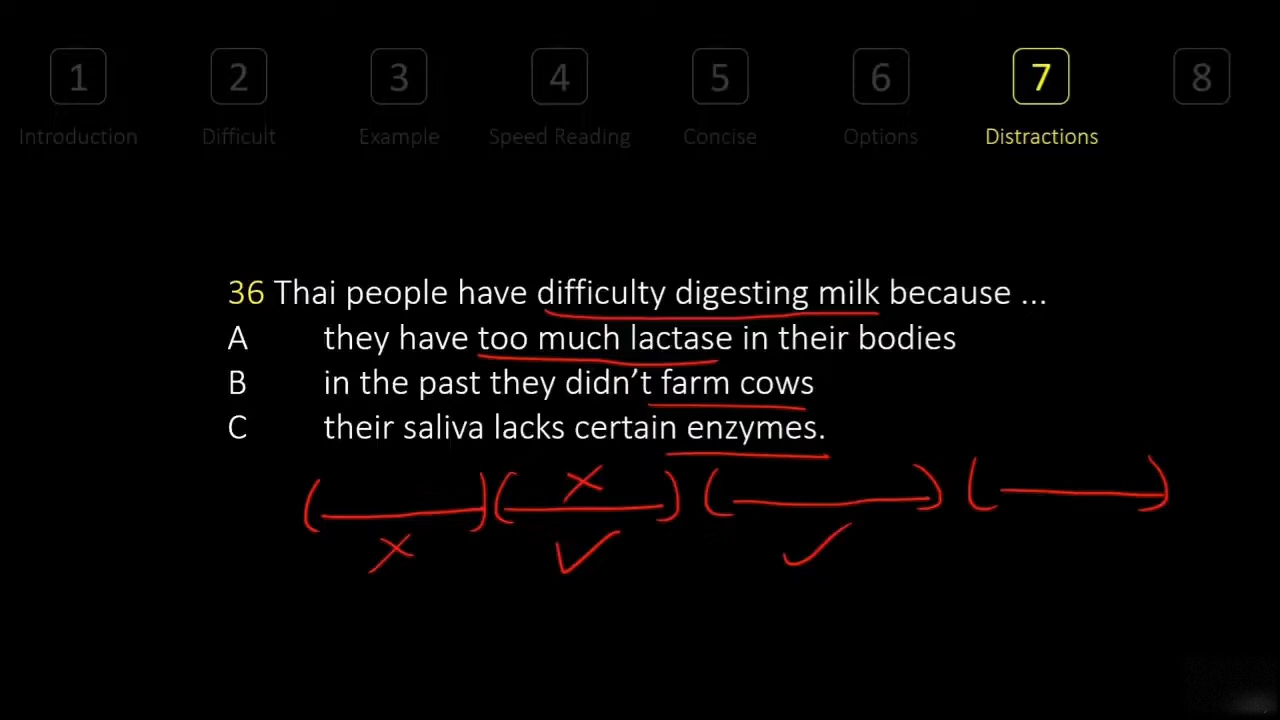 1 2 3 4 5 6 7 8
Introduction Difficult Example Speed Reading Concise Options Distractions
36 Thai people have difficulty digesting milk because ...
A they have too much lactase in their bodies
B in the past they didn’t farm cows
C their saliva lacks certain enzymes.